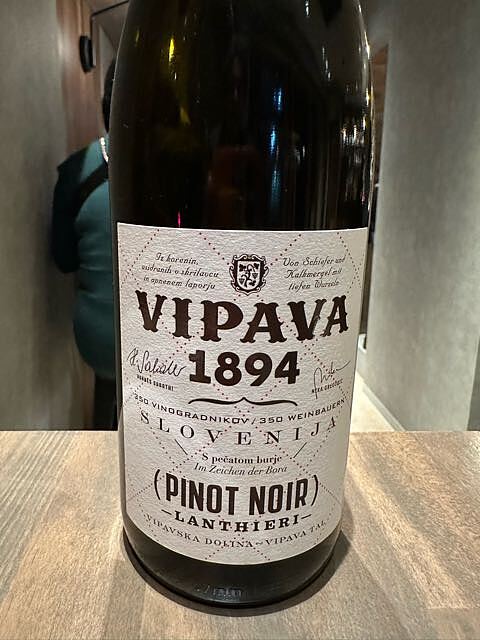 Iz korenin,
usidranih v skrilavcu
in apnenem laporju
Von Schiefer und
Kalkmergel mit
tiefen Wurzeln
VIPAVA
1894
350 VINOGRADNIKOV / 350 WEINBAUERN
SLOVENIJA
S pečatom burje
Im Zeichen der Bora
(PINOT NOIR)
LANTHIERI
VIPAVSKA DOLINA ~ VIPAVA TAL